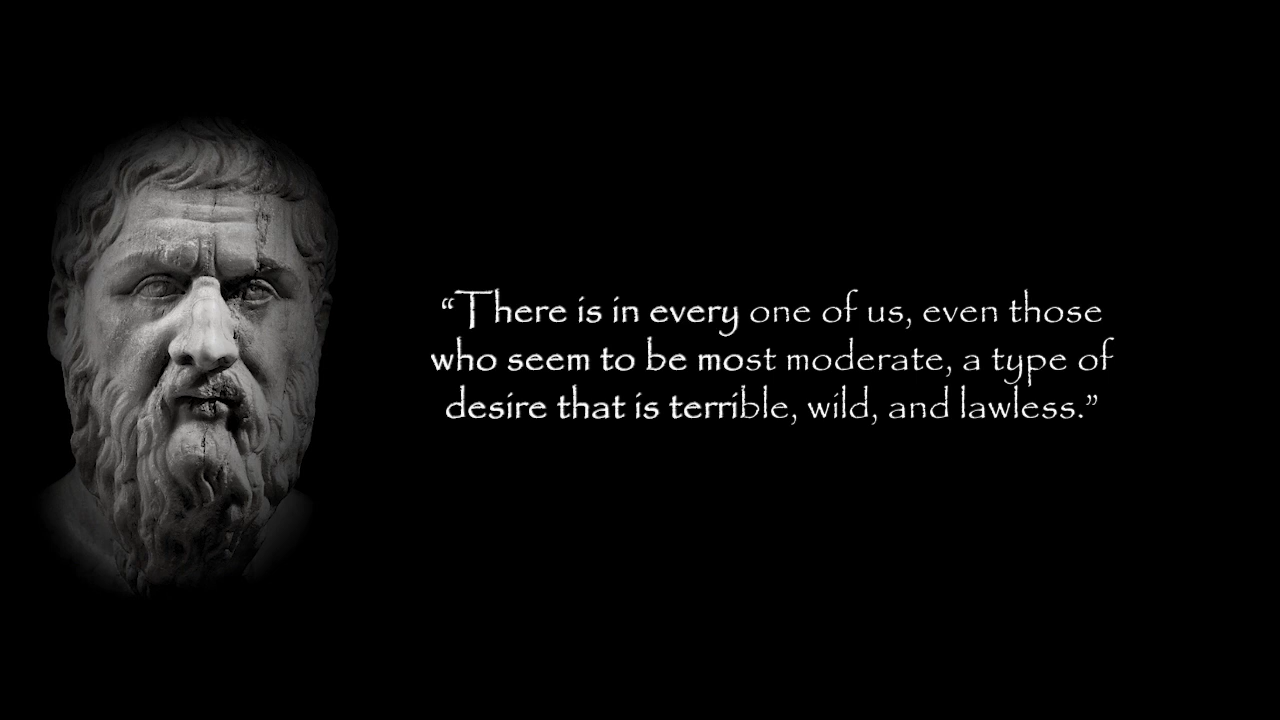 “There is in every one of us, even those
who seem to be most moderate, a type of
desire that is terrible, wild, and lawless.”